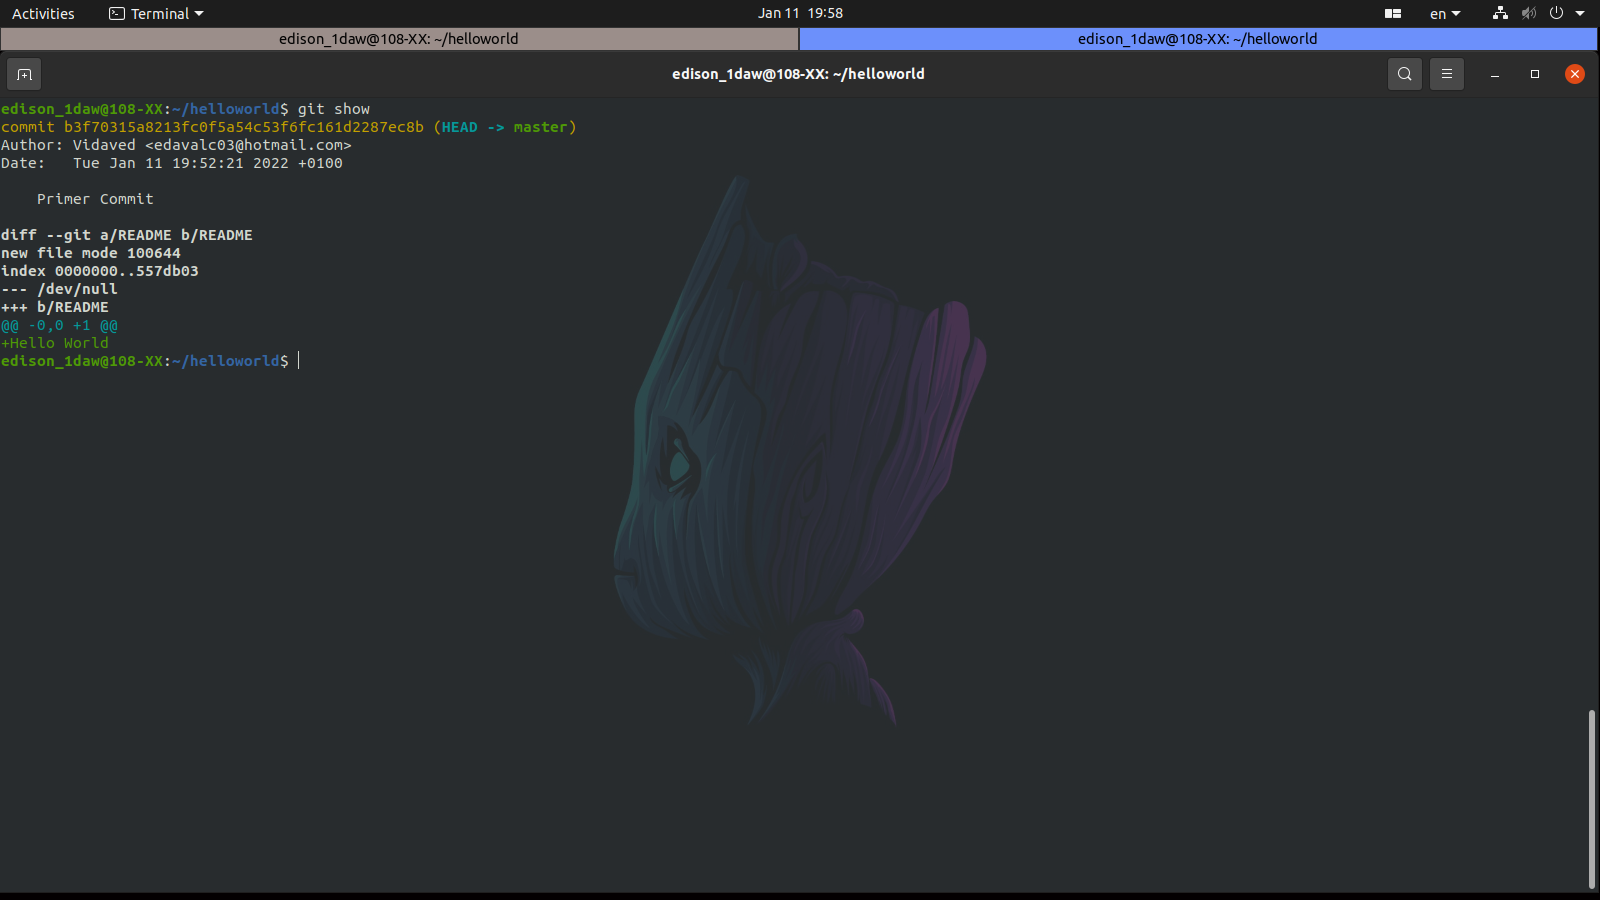 Activities Terminal Jan 11 19:58 en
edison_1daw@108-XX: ~/helloworld edison_1daw@108-XX: ~/helloworld
edison_1daw@108-XX: ~/helloworld
edison_1daw@108-XX:~/helloworld$ git show
commit b3f70315a8213fc0f5a54c53f6fc161d2287ec8b (HEAD -> master)
Author: Vidaved <edavalc03@hotmail.com>
Date:   Tue Jan 11 19:52:21 2022 +0100
    Primer Commit
diff --git a/README b/README
new file mode 100644
index 0000000..557db03
--- /dev/null
+++ b/README
@@ -0,0 +1 @@
+Hello World
edison_1daw@108-XX:~/helloworld$